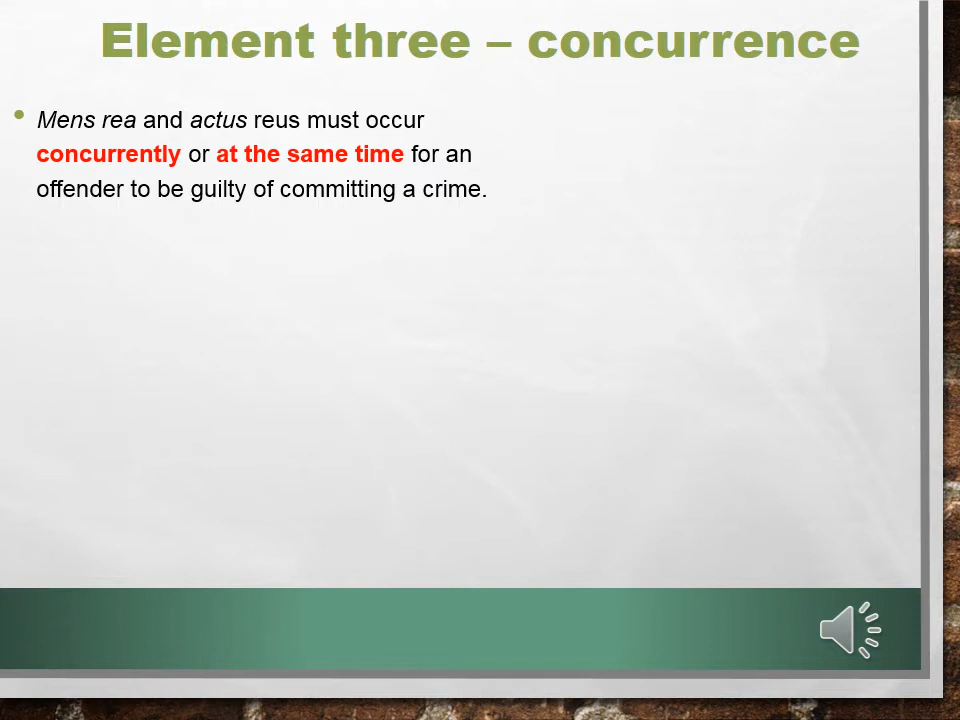 Element three – concurrence
• Mens rea and actus reus must occur
concurrently or at the same time for an
offender to be guilty of committing a crime.